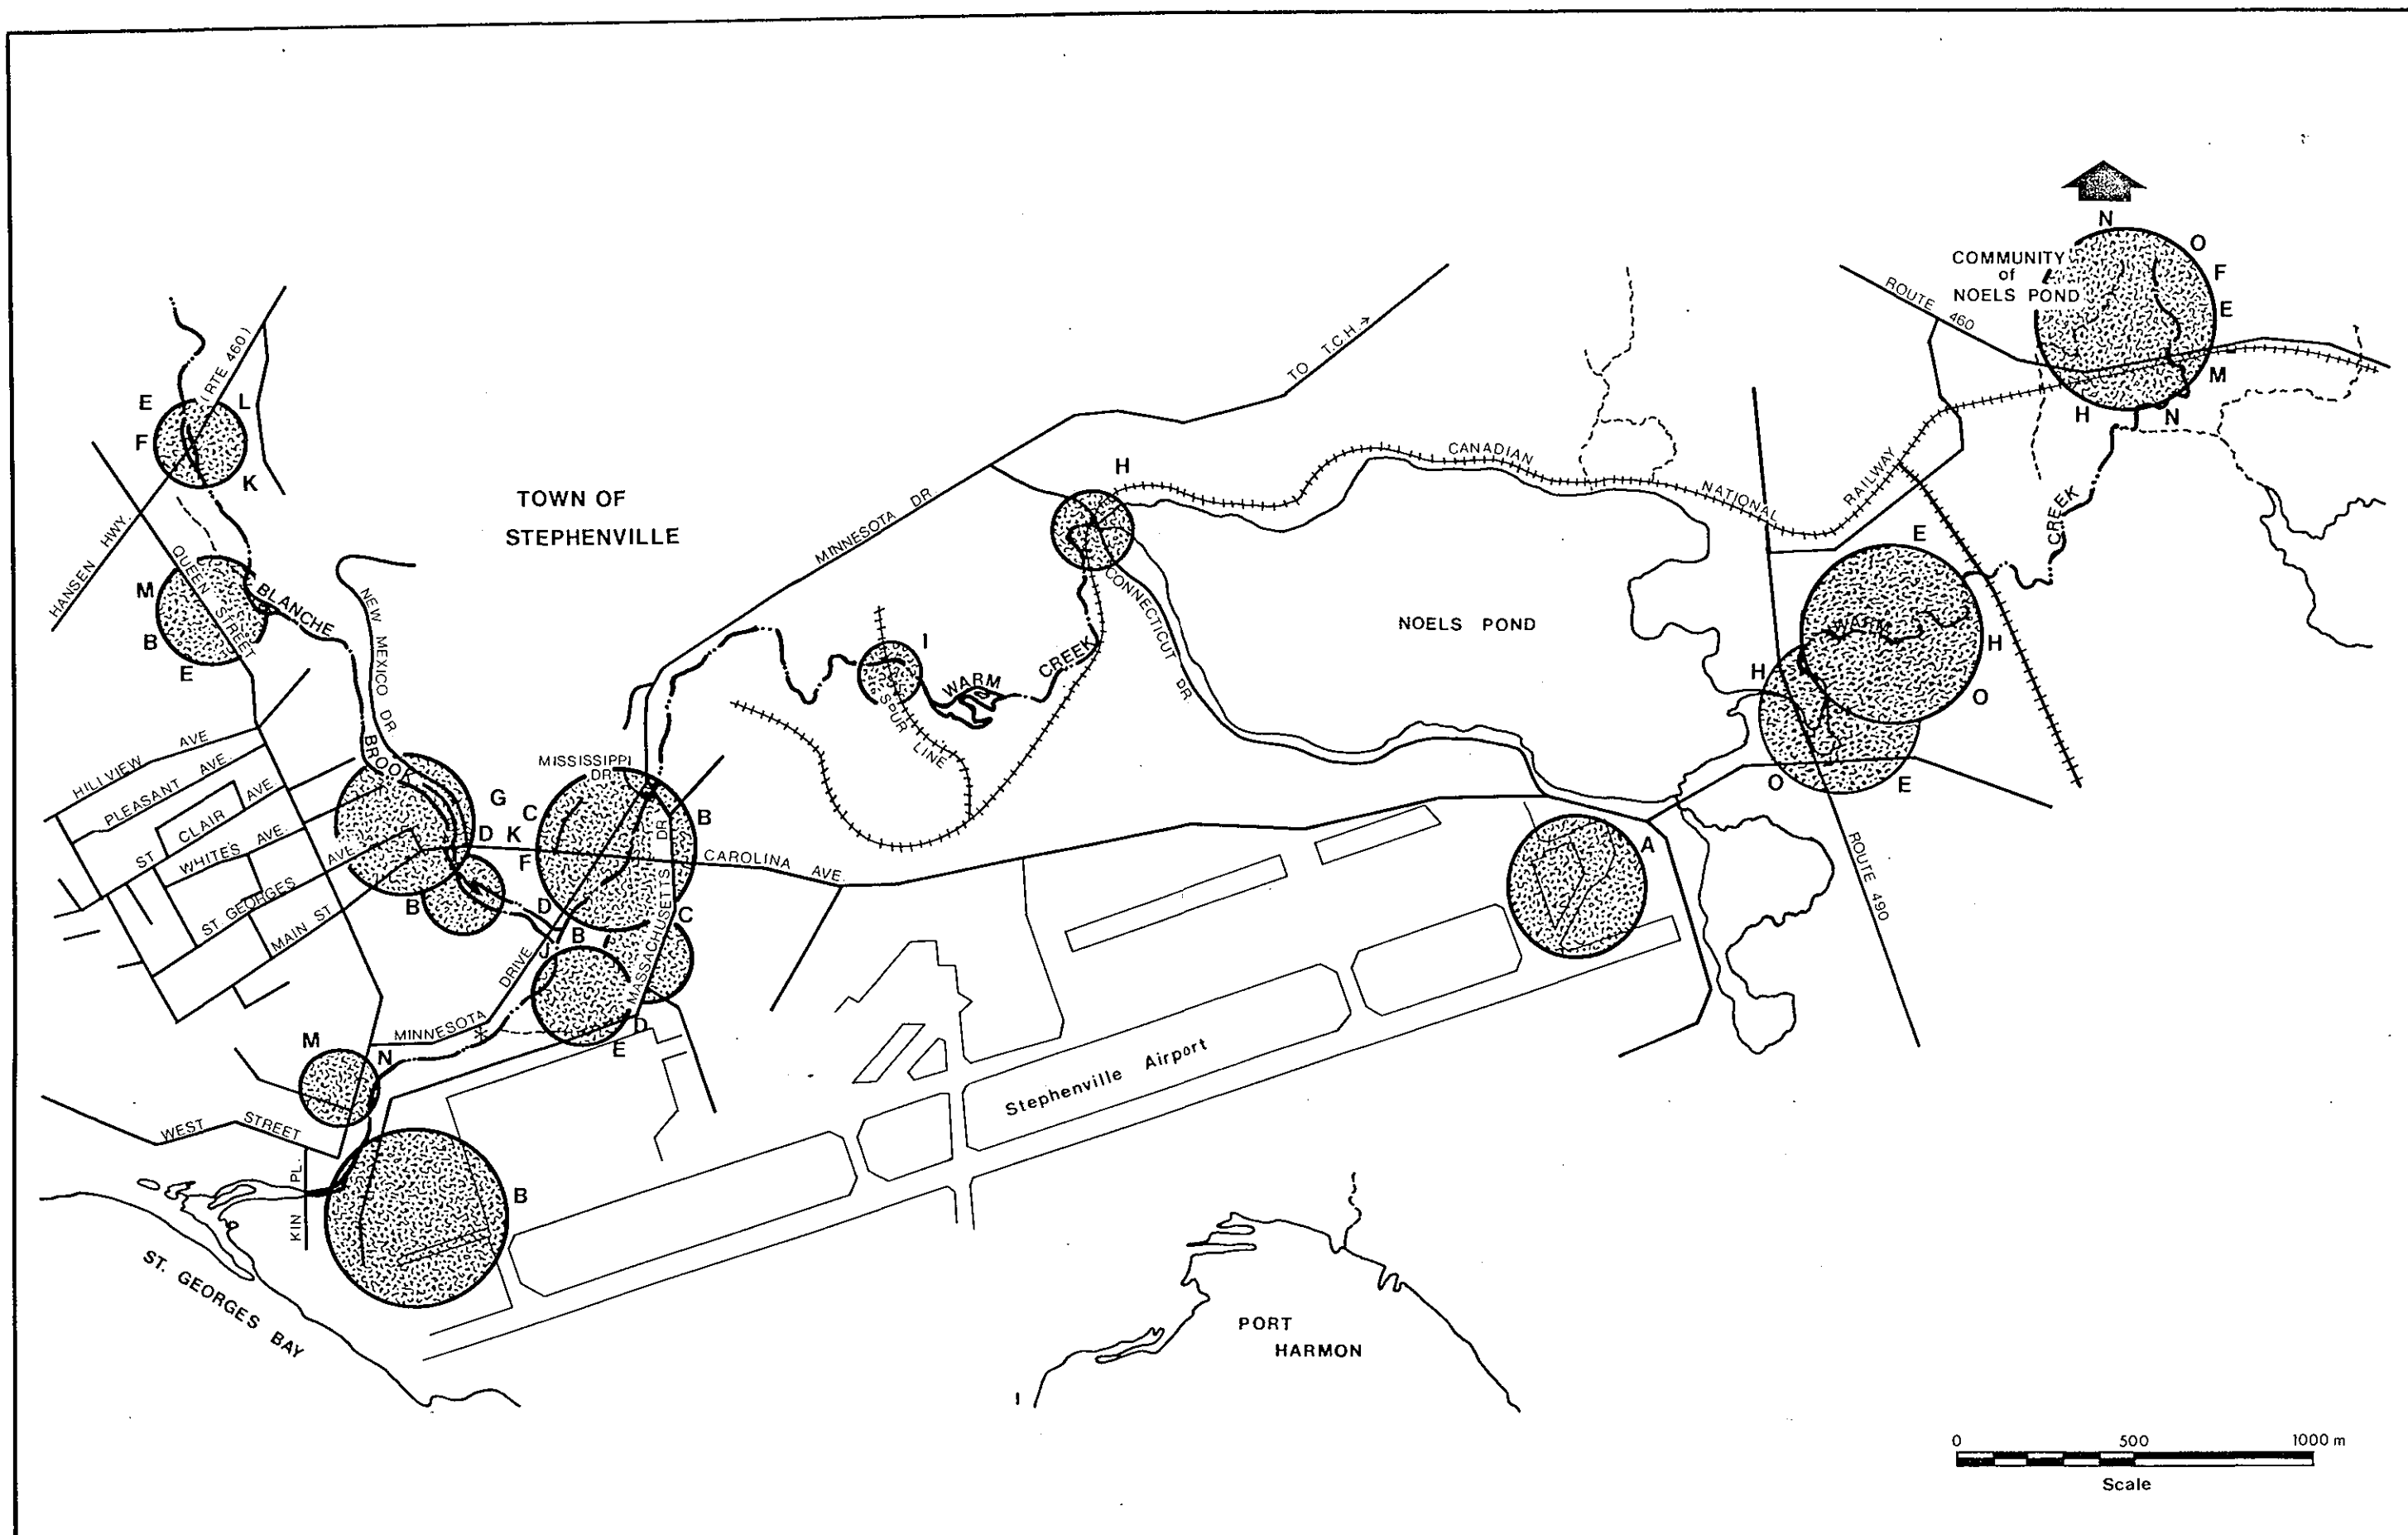 N
O
COMMUNITY
of
NOELS POND
F
E
M
H
N
ROUTE 460
TO T.C.H.
(RTE 460)
HANSEN HWY.
E
L
F
K
TOWN OF
STEPHENVILLE
MINNESOTA DR
H
CANADIAN
NATIONAL
RAILWAY
CREEK
QUEEN STREET
M
B
E
BLANCHE
BROOK
NEW MEXICO DR.
CONNECTICUT DR.
NOELS POND
E
WARM
H
H
O
O
E
I
WARM
CREEK
SPUR LINE
HILLVIEW AVE
PLEASANT AVE.
ST CLAIR AVE
WHITE'S AVE.
ST. GEORGES AVE.
MAIN ST
MISSISSIPPI
DR.
G
C
D
K
F
B
B
CAROLINA AVE.
MASSACHUSETTS DR
D
C
B
A
ROUTE 490
MINNESOTA DRIVE
D
E
M
N
Stephenville Airport
WEST STREET
KIN PL.
B
ST. GEORGES BAY
PORT
HARMON
0 500 1000 m
Scale